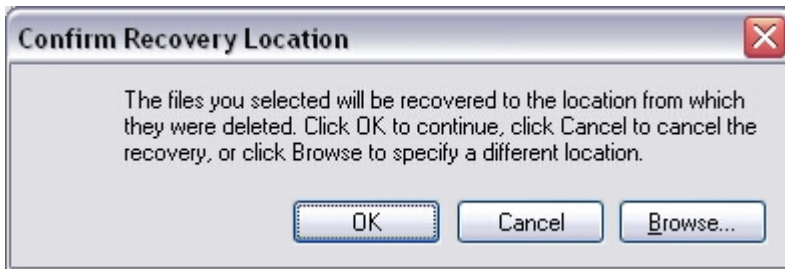 Confirm Recovery Location
The files you selected will be recovered to the location from which
they were deleted. Click OK to continue, click Cancel to cancel the
recovery, or click Browse to specify a different location.
OK Cancel Browse...